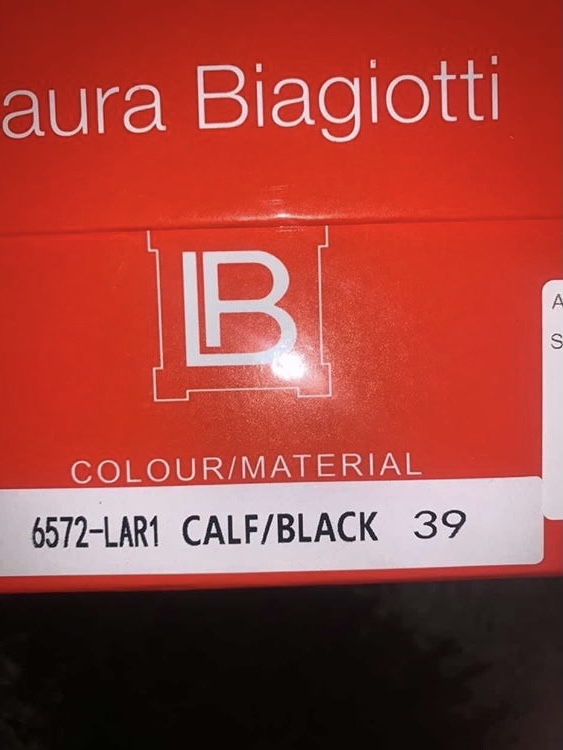 aura Biagiotti
LB
COLOUR/MATERIAL
6572-LAR1 CALF/BLACK 39
A
S